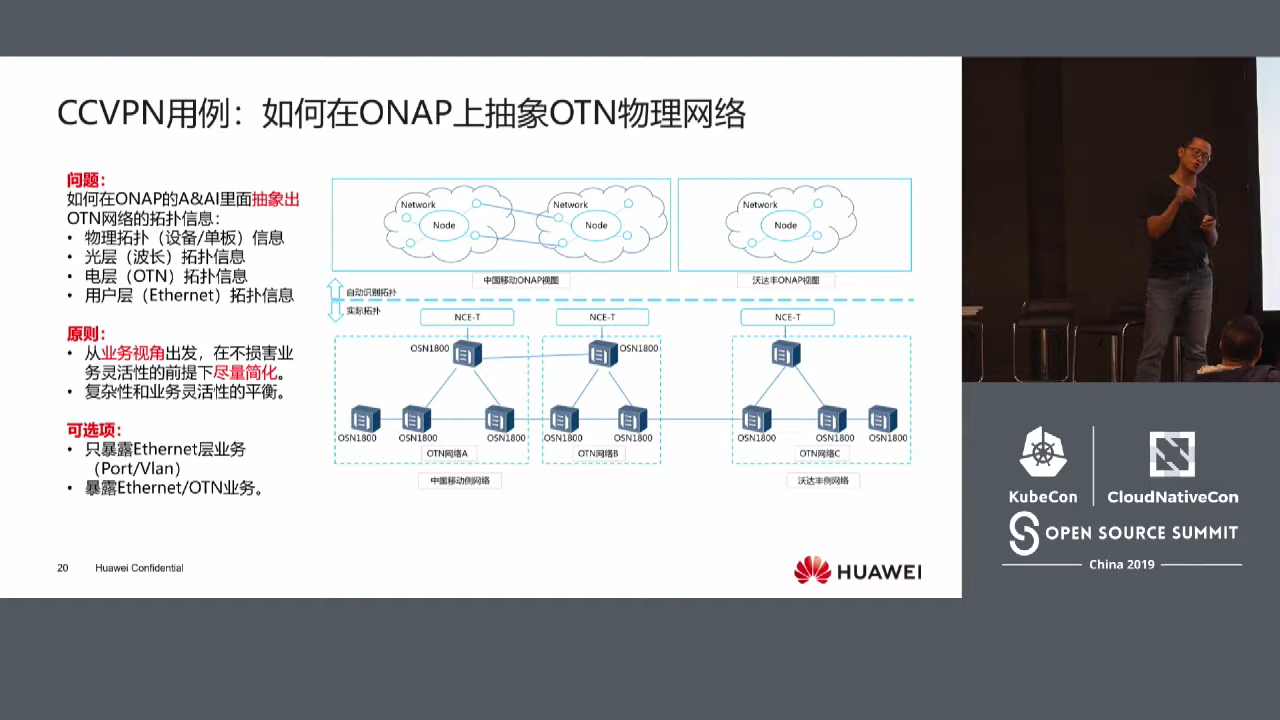 CCVPN用例：如何在ONAP上抽象OTN物理网络
问题：
如何在ONAP的A&AI里面抽象出
OTN网络的拓扑信息：
• 物理拓扑（设备/单板）信息
• 光层（波长）拓扑信息
• 电层（OTN）拓扑信息
• 用户层（Ethernet）拓扑信息
原则：
• 从业务视角出发，在不损害业
务灵活性的前提下尽量简化。
• 复杂性和业务灵活性的平衡。
可选项：
• 只暴露Ethernet层业务
（Port/Vlan）
• 暴露Ethernet/OTN业务。
Network
Node
Network
Node
Network
Node
中国移动ONAP视图
沃达丰ONAP视图
自动识别拓扑
实际拓扑
NCE-T
NCE-T
NCE-T
OSN1800
OSN1800
OSN1800
OSN1800
OSN1800
OSN1800
OSN1800
OSN1800
OSN1800
OSN1800
OTN网络A
OTN网络B
OTN网络C
中国移动侧网络
沃达丰侧网络
20
Huawei Confidential
HUAWEI
KubeCon
CloudNativeCon
OPEN SOURCE SUMMIT
China 2019